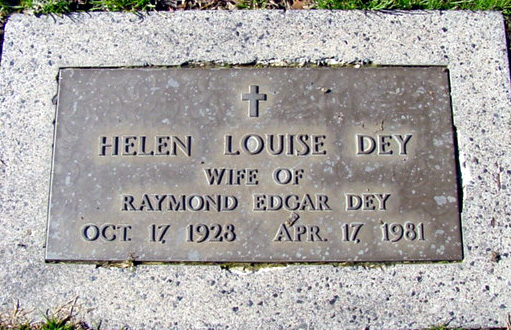 HELEN LOUISE DEY
WIFE OF
RAYMOND EDGAR DEY
OCT. 17, 1928 APR. 17, 1981